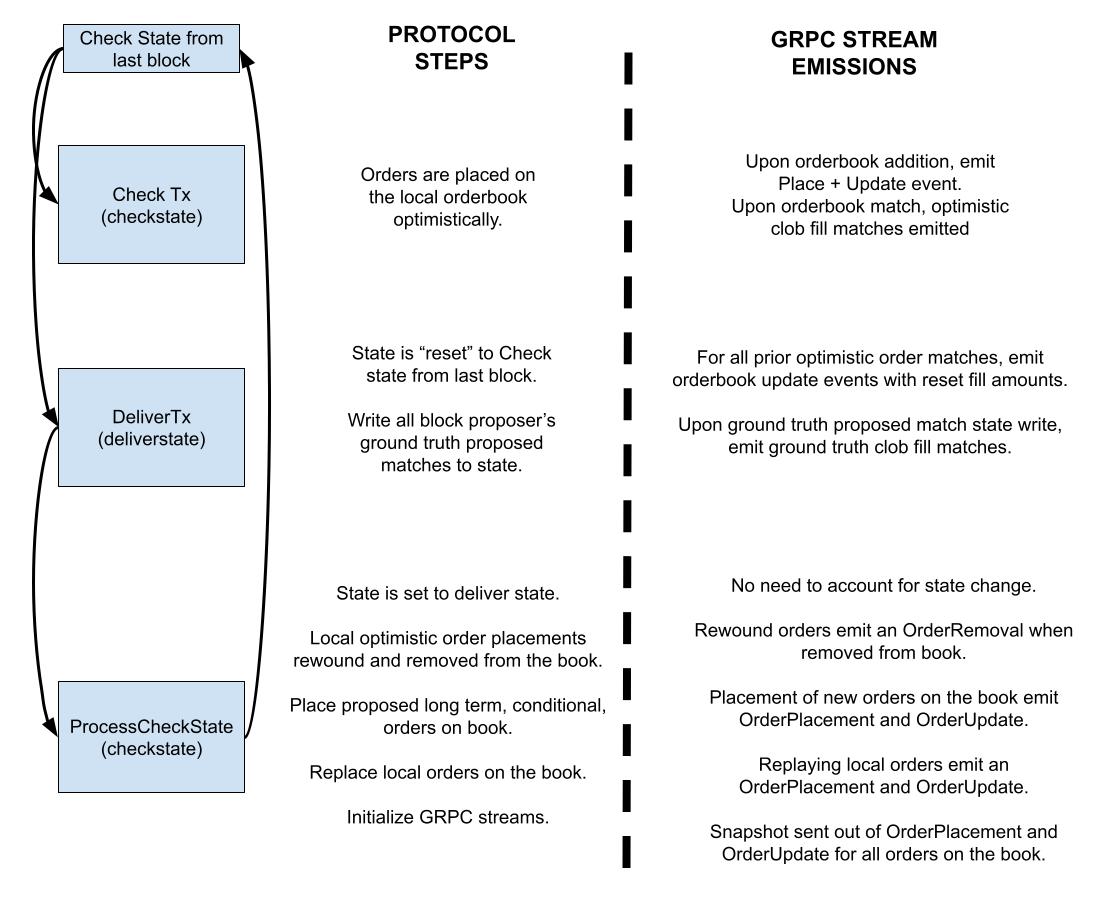 Check State from
last block
PROTOCOL
STEPS
GRPC STREAM
EMISSIONS
Check Tx
(checkstate)
Orders are placed on
the local orderbook
optimistically.
Upon orderbook addition, emit
Place + Update event.
Upon orderbook match, optimistic
clob fill matches emitted
DeliverTx
(deliverstate)
State is “reset” to Check
state from last block.
Write all block proposer’s
ground truth proposed
matches to state.
For all prior optimistic order matches, emit
orderbook update events with reset fill amounts.
Upon ground truth proposed match state write,
emit ground truth clob fill matches.
ProcessCheckState
(checkstate)
State is set to deliver state.
Local optimistic order placements
rewound and removed from the book.
Place proposed long term, conditional,
orders on book.
Replace local orders on the book.
Initialize GRPC streams.
No need to account for state change.
Rewound orders emit an OrderRemoval when
removed from book.
Placement of new orders on the book emit
OrderPlacement and OrderUpdate.
Replaying local orders emit an
OrderPlacement and OrderUpdate.
Snapshot sent out of OrderPlacement and
OrderUpdate for all orders on the book.